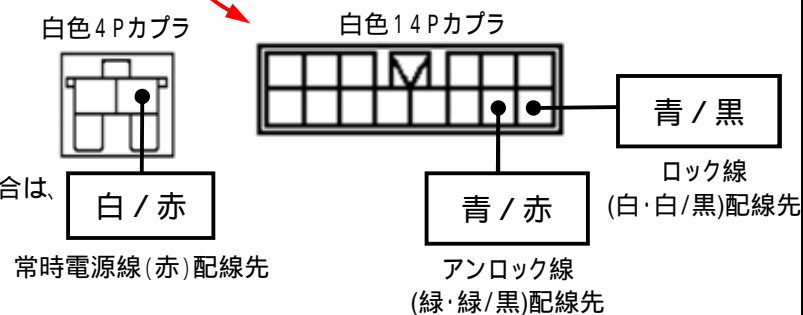 白色4Pカプラ
白色14Pカプラ
青/黒
ロック線
(白・白/黒)配線先
合は、
白/赤
常時電源線(赤)配線先
青/赤
アンロック線
(緑・緑/黒)配線先